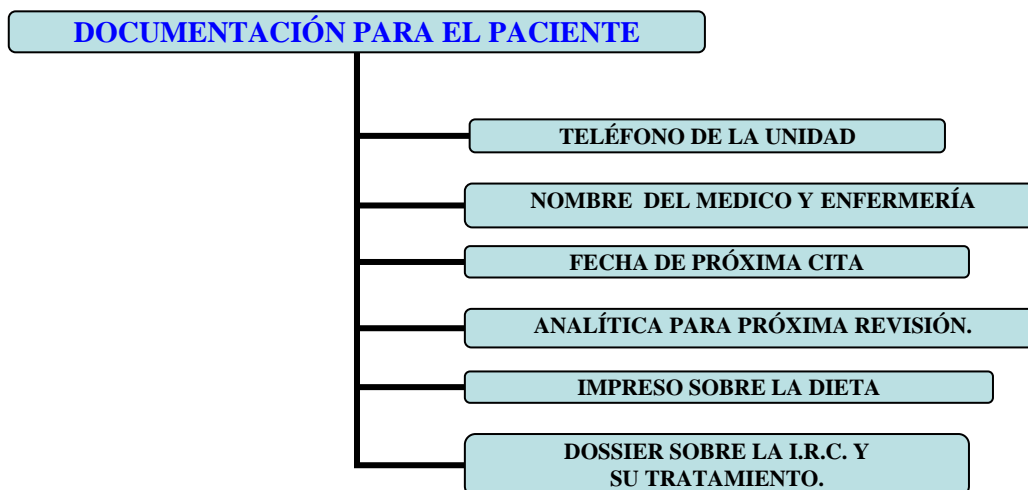 DOCUMENTACIÓN PARA EL PACIENTE
TELÉFONO DE LA UNIDAD
NOMBRE DEL MEDICO Y ENFERMERÍA
FECHA DE PRÓXIMA CITA
ANALÍTICA PARA PRÓXIMA REVISIÓN.
IMPRESO SOBRE LA DIETA
DOSSIER SOBRE LA I.R.C. Y
SU TRATAMIENTO.